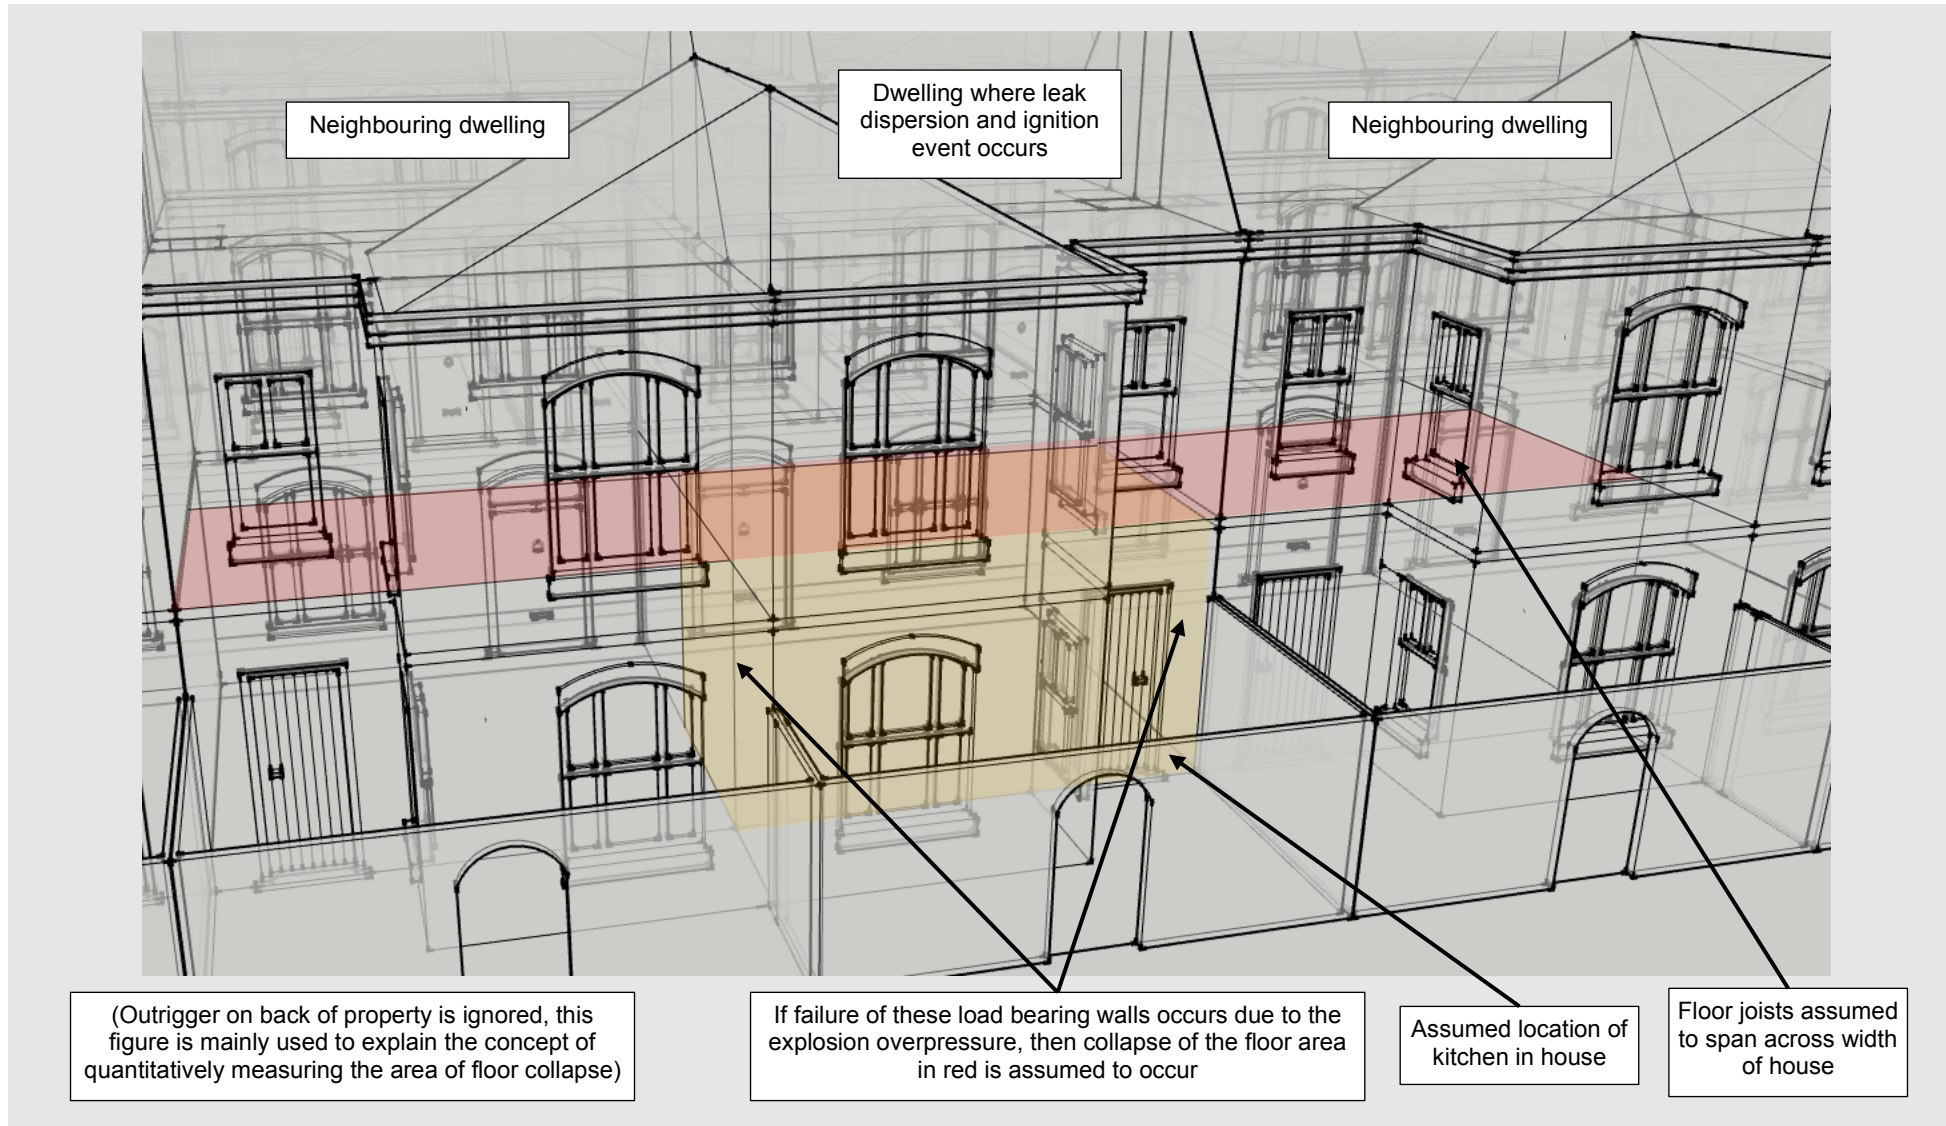 Neighbouring dwelling
Dwelling where leak
dispersion and ignition
event occurs
Neighbouring dwelling
(Outrigger on back of property is ignored, this
figure is mainly used to explain the concept of
quantitatively measuring the area of floor collapse)
If failure of these load bearing walls occurs due to the
explosion overpressure, then collapse of the floor area
in red is assumed to occur
Assumed location of
kitchen in house
Floor joists assumed
to span across width
of house